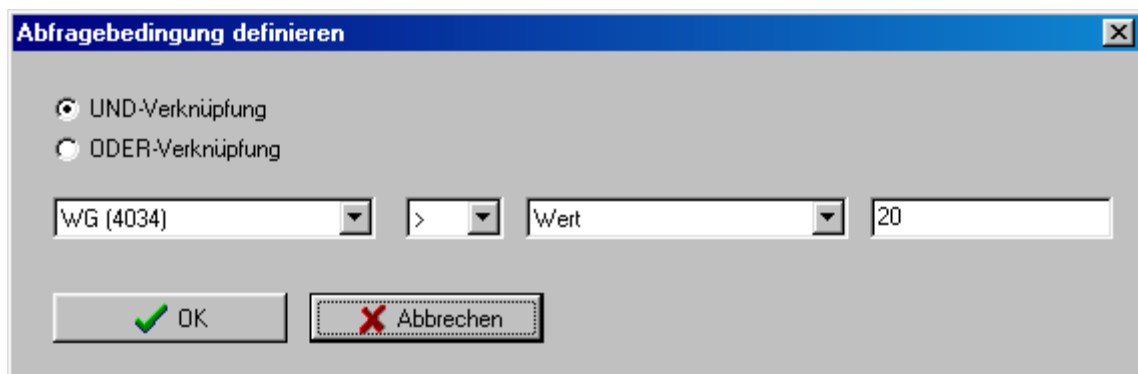 Abfragebedingung definieren
UND-Verknüpfung
ODER-Verknüpfung
WG (4034) > Wert 20
OK Abbrechen